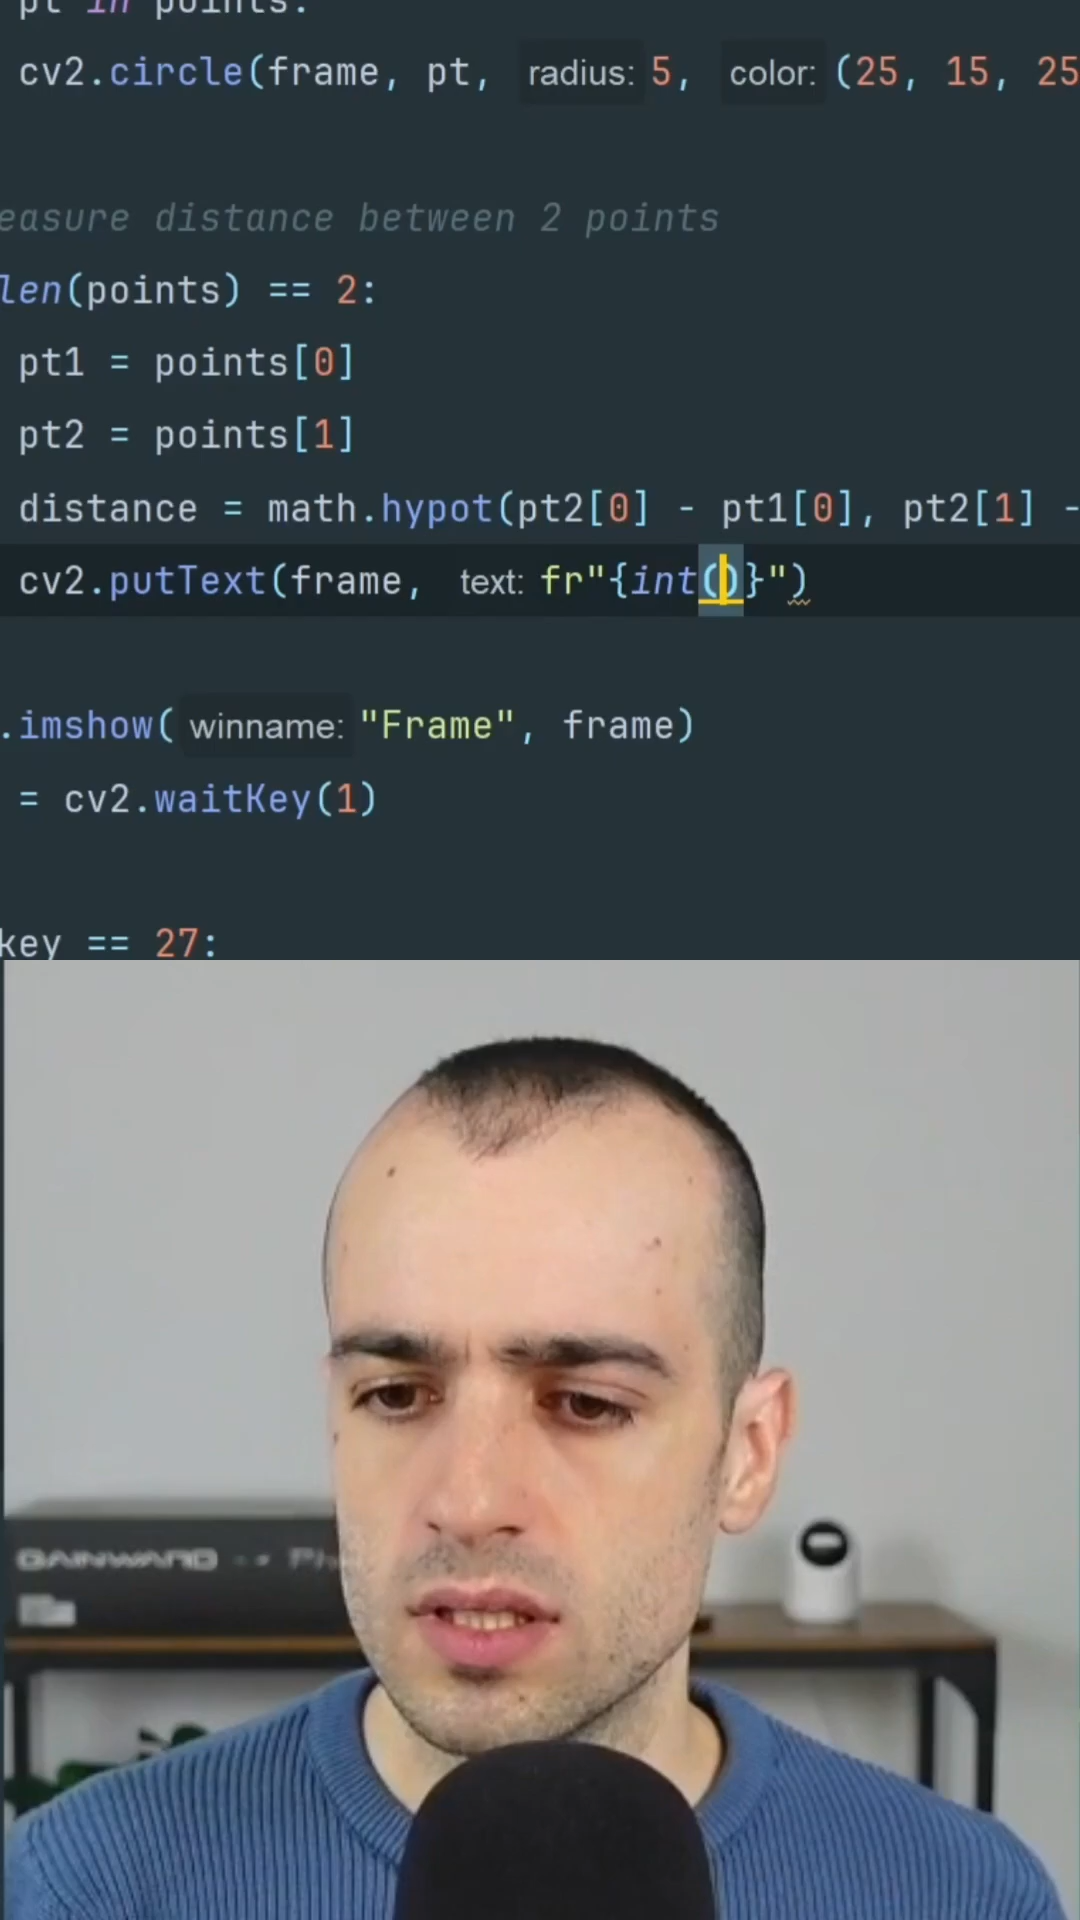 pt in points:
cv2.circle(frame, pt, radius: 5, color: (25, 15, 25
easure distance between 2 points
len(points) == 2:
pt1 = points[0]
pt2 = points[1]
distance = math.hypot(pt2[0] - pt1[0], pt2[1] -
cv2.putText(frame, text: fr"{int()}")
.imshow( winname: "Frame", frame)
= cv2.waitKey(1)
key == 27:
GAINWARD